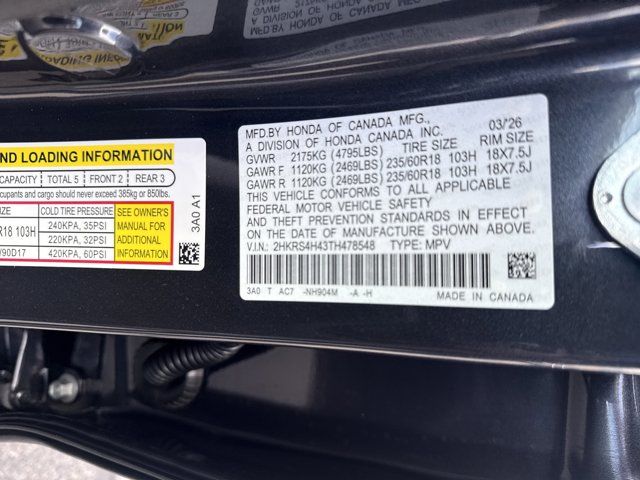 ND LOADING INFORMATION
CAPACITY TOTAL 5 FRONT 2 REAR 3
cupants and cargo should never exceed 385kg or 850lbs.
SIZE COLD TIRE PRESSURE SEE OWNER'S MANUAL FOR ADDITIONAL INFORMATION
R18 103H 240KPA, 35PSI
220KPA, 32PSI
90D17 420KPA, 60PSI
3A0 A1
MFD.BY HONDA OF CANADA MFG., 03/26
A DIVISION OF HONDA CANADA INC.
GVWR 2175KG (4795LBS) TIRE SIZE RIM SIZE
GAWR F 1120KG (2469LBS) 235/60R18 103H 18X7.5J
GAWR R 1120KG (2469LBS) 235/60R18 103H 18X7.5J
THIS VEHICLE CONFORMS TO ALL APPLICABLE
FEDERAL MOTOR VEHICLE SAFETY
AND THEFT PREVENTION STANDARDS IN EFFECT
ON THE DATE OF MANUFACTURE SHOWN ABOVE.
V.I.N.: 2HKRS4H43TH478548 TYPE: MPV
3A0 T AC7 -NH904M -A -H
MADE IN CANADA